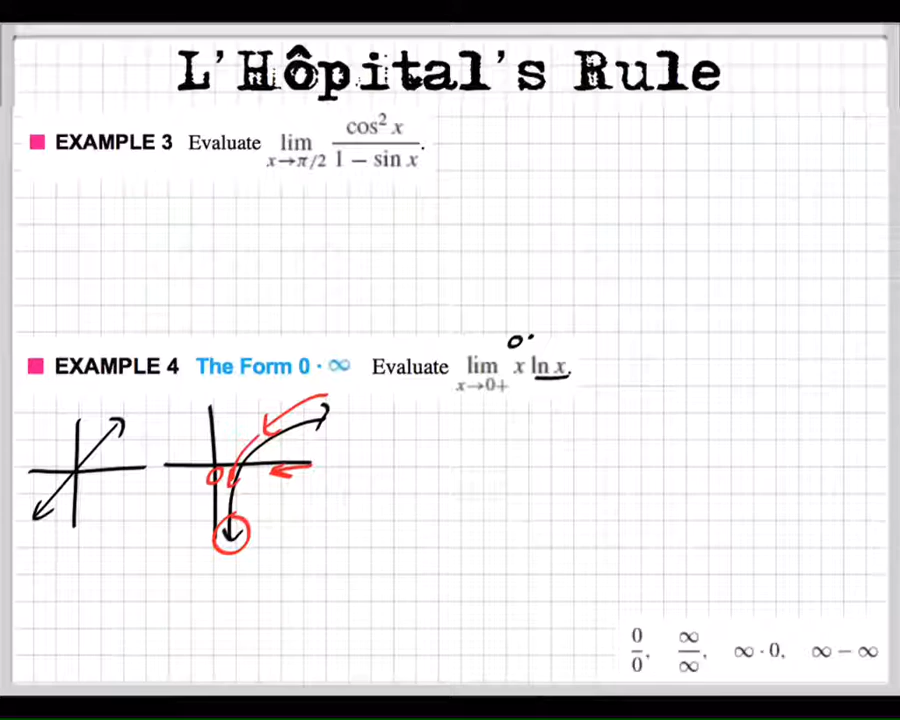 L'Hôpital's Rule
EXAMPLE 3 Evaluate lim x→π/2 cos² x / 1 − sin x .
0·
EXAMPLE 4 The Form 0 · ∞ Evaluate lim x→0+ x ln x.
0
0/0, ∞/∞, ∞ · 0, ∞ − ∞